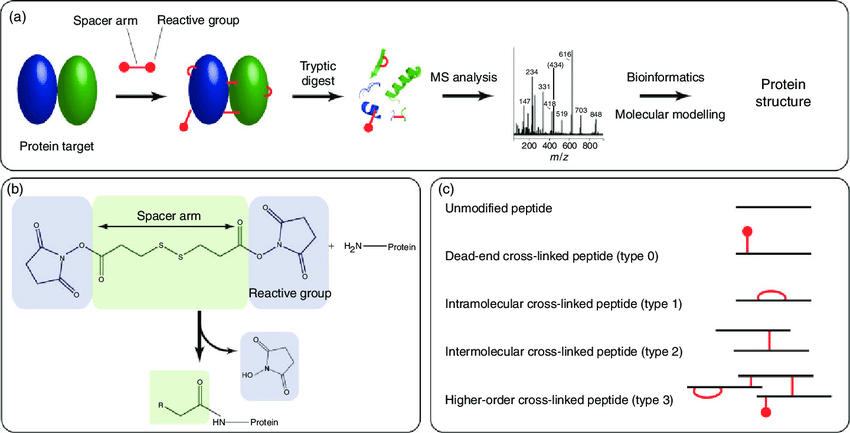 (a)
Spacer arm
Reactive group
Protein target
Tryptic
digest
MS analysis
616
(434)
234
331
147
418
519
703
848
200 400 600 800
m/z
Bioinformatics
Molecular modelling
Protein
structure
(b)
Spacer arm
O
O
N
O
O
S
S
O
O
N
O
O
Reactive group
+ H2N Protein
O
HO N
O
O
R
HN Protein
(c)
Unmodified peptide
Dead-end cross-linked peptide (type 0)
Intramolecular cross-linked peptide (type 1)
Intermolecular cross-linked peptide (type 2)
Higher-order cross-linked peptide (type 3)